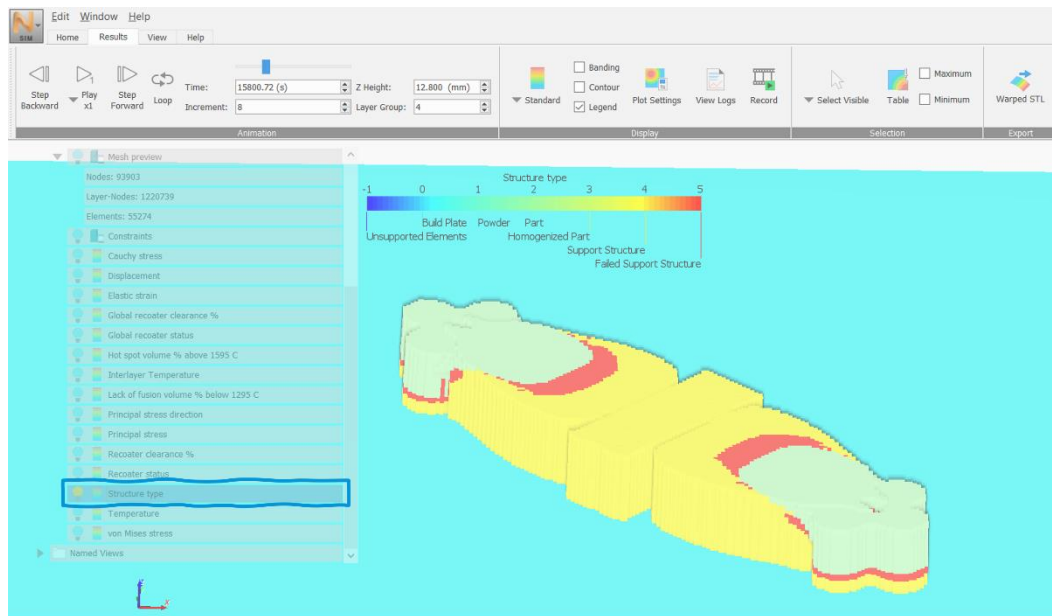 Edit Window Help
SIM
Home Results View Help
Step Backward
Play x1
Step Forward
Loop
Time: 15800.72 (s)
Z Height: 12.800 (mm)
Increment: 8
Layer Group: 4
Animation
Standard
Banding
Contour
Legend
Plot Settings
View Logs
Record
Display
Select Visible
Table
Maximum
Minimum
Selection
Warped STL
Export
Mesh preview
Nodes: 93903
Layer-Nodes: 1220739
Elements: 55274
Constraints
Cauchy stress
Displacement
Elastic strain
Global recoater clearance %
Global recoater status
Hot spot volume % above 1595 C
Interlayer Temperature
Lack of fusion volume % below 1295 C
Principal stress direction
Principal stress
Recoater clearance %
Recoater status
Structure type
Temperature
von Mises stress
Named Views
Structure type
-1 0 1 2 3 4 5
Build Plate Powder Part
Unsupported Elements Homogenized Part
Support Structure
Failed Support Structure
x